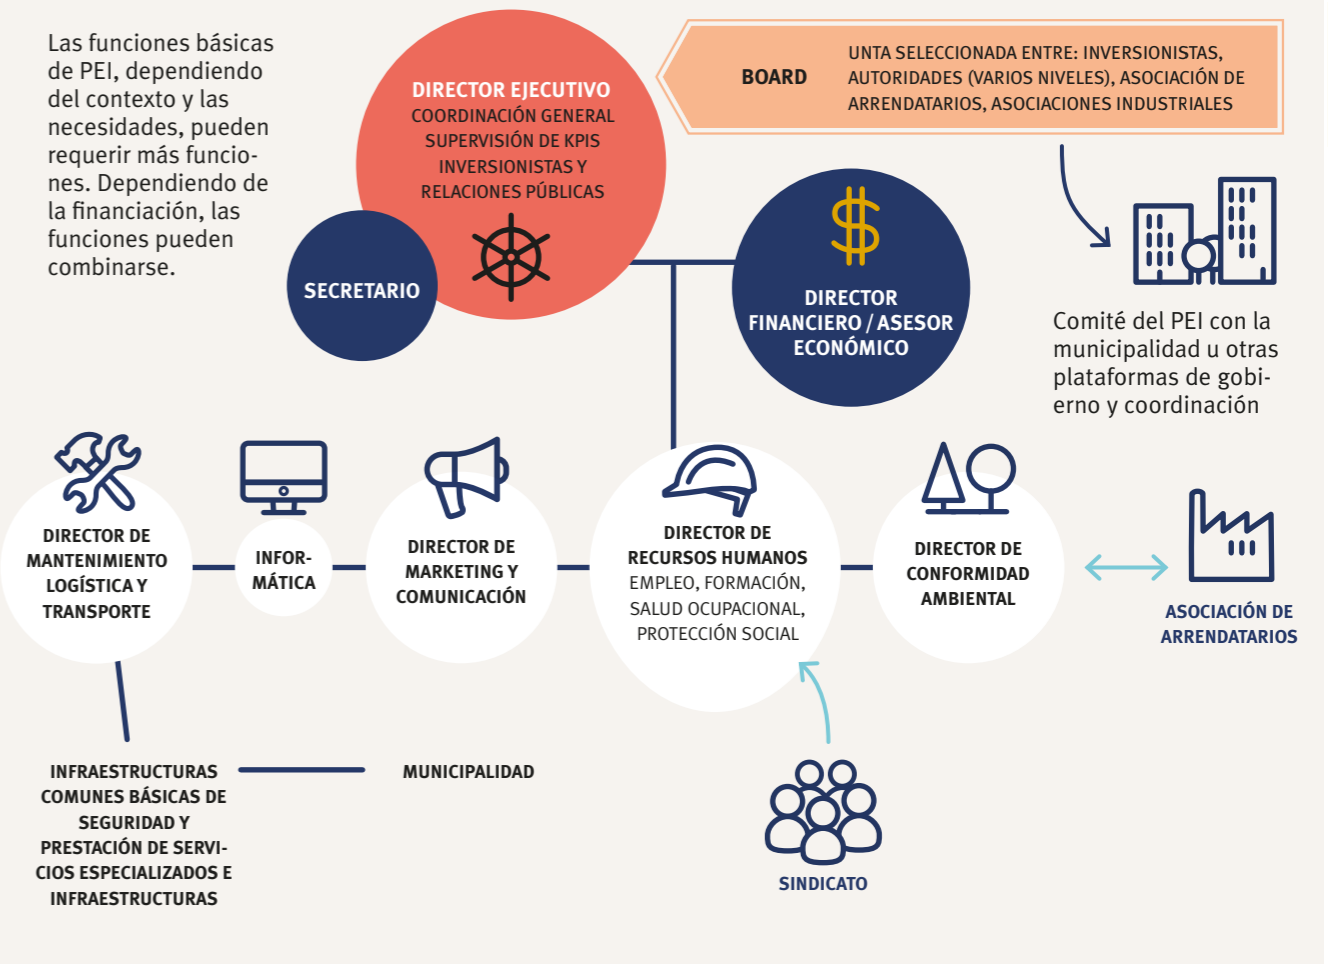 Las funciones básicas
de PEI, dependiendo
del contexto y las
necesidades, pueden
requerir más funcio-
nes. Dependiendo de
la financiación, las
funciones pueden
combinarse.
DIRECTOR EJECUTIVO
COORDINACIÓN GENERAL
SUPERVISIÓN DE KPIS
INVERSIONISTAS Y
RELACIONES PÚBLICAS
SECRETARIO
BOARD
UNTA SELECCIONADA ENTRE: INVERSIONISTAS,
AUTORIDADES (VARIOS NIVELES), ASOCIACIÓN DE
ARRENDATARIOS, ASOCIACIONES INDUSTRIALES
DIRECTOR
FINANCIERO / ASESOR
ECONÓMICO
Comité del PEI con la
municipalidad u otras
plataformas de gobi-
erno y coordinación
DIRECTOR DE
MANTENIMIENTO
LOGÍSTICA Y
TRANSPORTE
INFOR-
MÁTICA
DIRECTOR DE
MARKETING Y
COMUNICACIÓN
DIRECTOR DE
RECURSOS HUMANOS
EMPLEO, FORMACIÓN,
SALUD OCUPACIONAL,
PROTECCIÓN SOCIAL
DIRECTOR DE
CONFORMIDAD
AMBIENTAL
ASOCIACIÓN DE
ARRENDATARIOS
INFRAESTRUCTURAS
COMUNES BÁSICAS DE
SEGURIDAD Y
PRESTACIÓN DE SERVI-
CIOS ESPECIALIZADOS E
INFRAESTRUCTURAS
MUNICIPALIDAD
SINDICATO